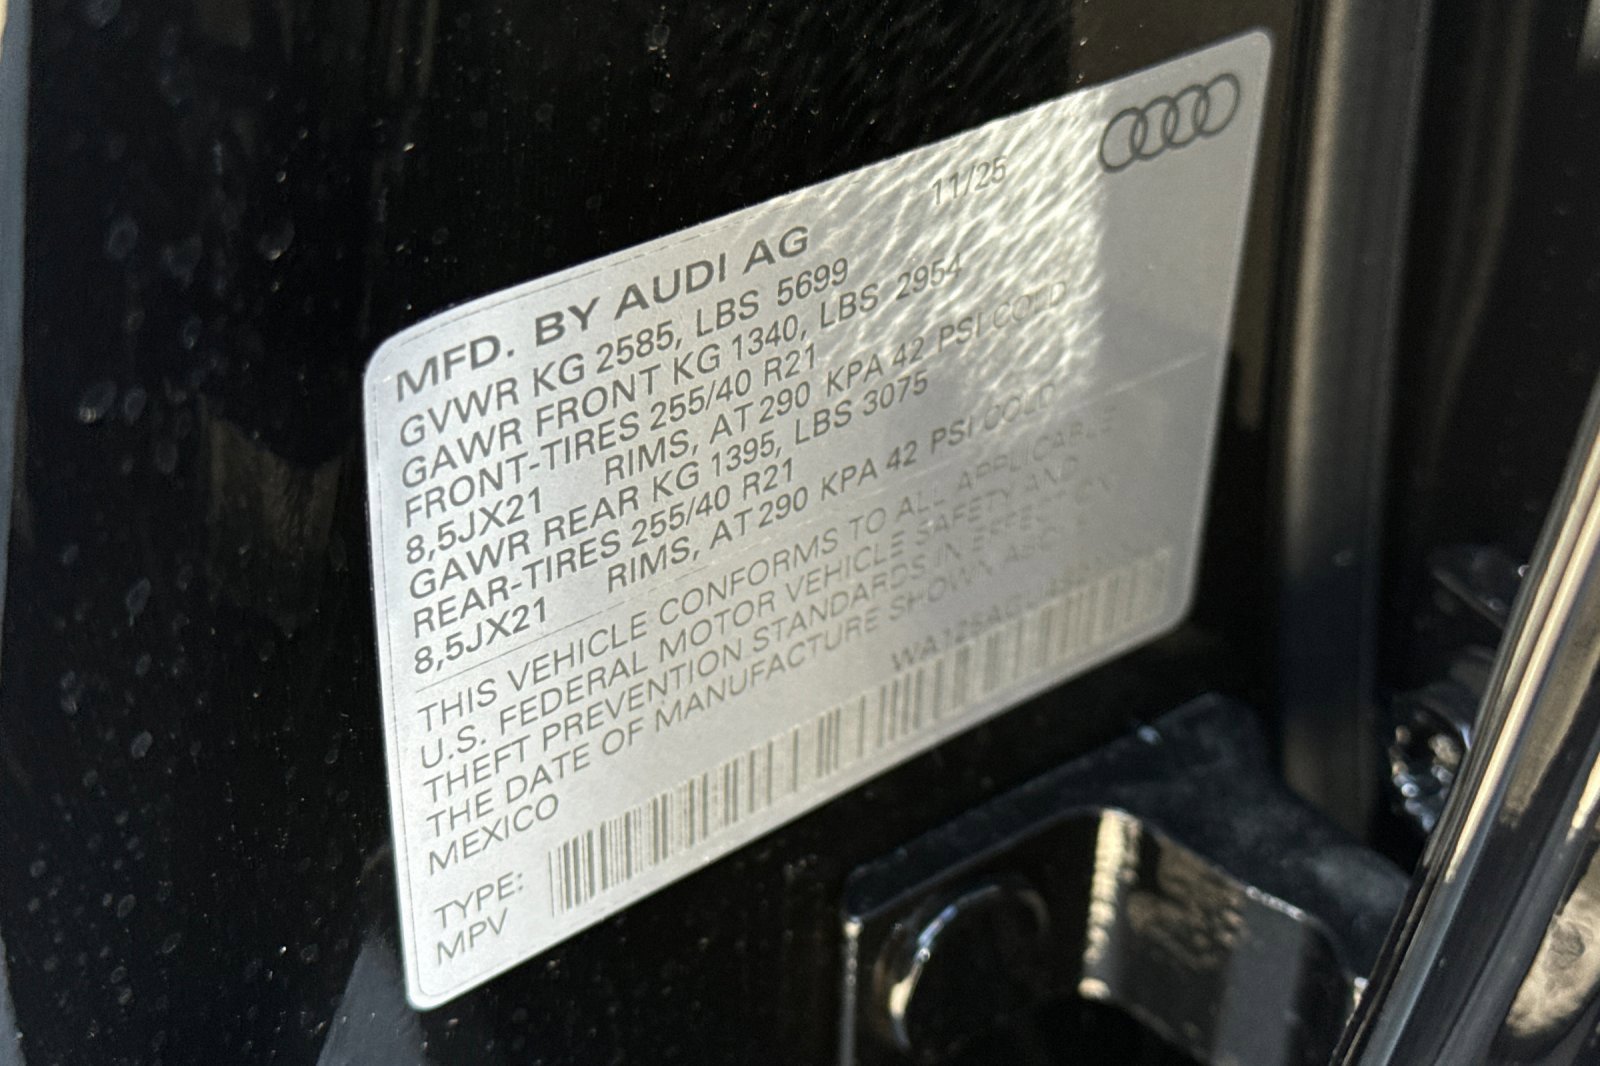 MFD. BY AUDI AG 11/25
GVWR KG 2585, LBS 5699
GAWR FRONT KG 1340, LBS 2954
FRONT-TIRES 255/40 R21
8,5JX21 RIMS, AT 290 KPA 42 PSI COLD
GAWR REAR KG 1395, LBS 3075
REAR-TIRES 255/40 R21
8,5JX21 RIMS, AT 290 KPA 42 PSI COLD
THIS VEHICLE CONFORMS TO ALL APPLICABLE
U.S. FEDERAL MOTOR VEHICLE SAFETY AND
THEFT PREVENTION STANDARDS IN EFFECT ON
THE DATE OF MANUFACTURE SHOWN
MEXICO
TYPE:
MPV